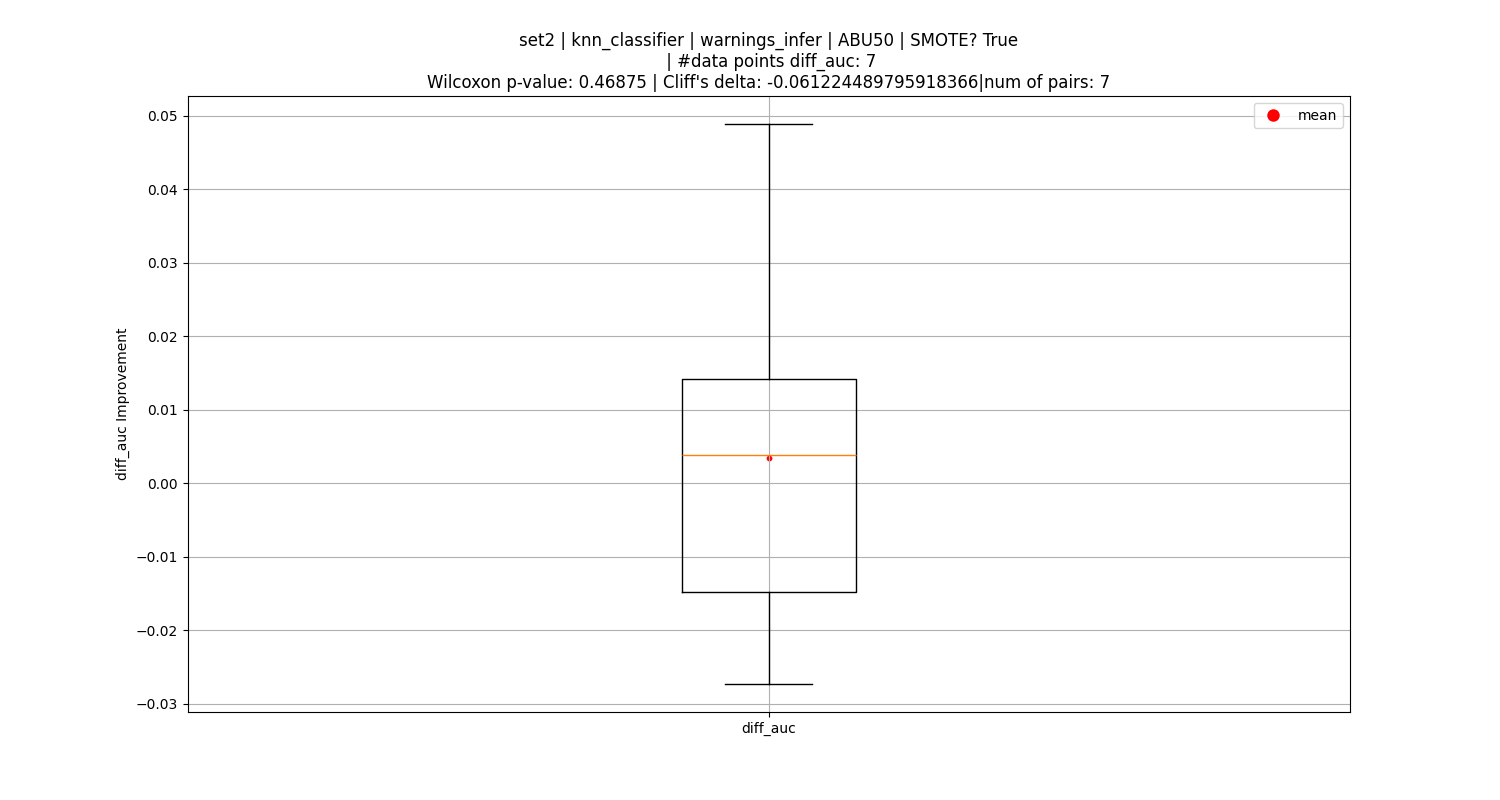 set2 | knn_classifier | warnings_infer | ABU50 | SMOTE? True
| #data points diff_auc: 7
Wilcoxon p-value: 0.46875 | Cliff's delta: -0.061224489795918366|num of pairs: 7
mean
0.05
0.04
0.03
0.02
0.01
0.00
−0.01
−0.02
−0.03
diff_auc Improvement
diff_auc